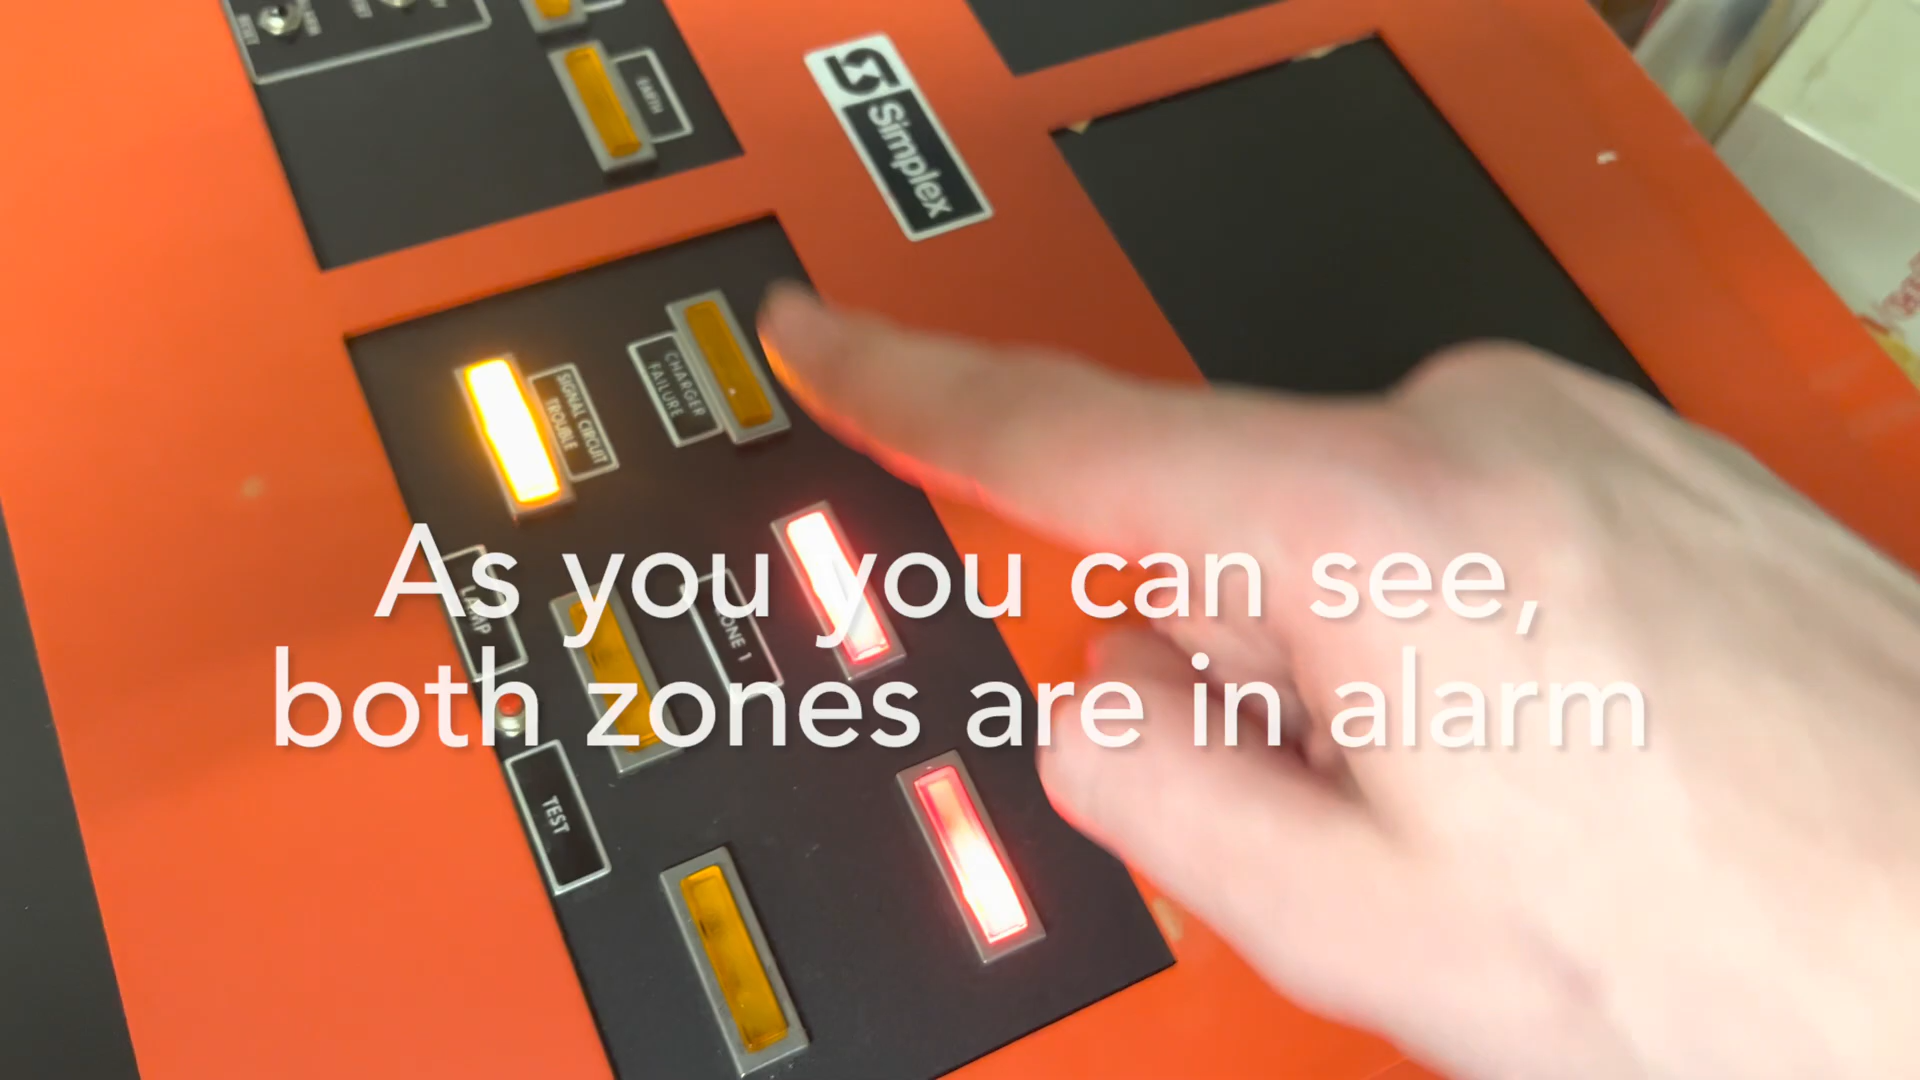 EARTH
Simplex
CHARGER
FAILURE
SIGNAL CIRCUIT
TROUBLE
As you you can see,
both zones are in alarm
LAMP
ZONE 1
TEST